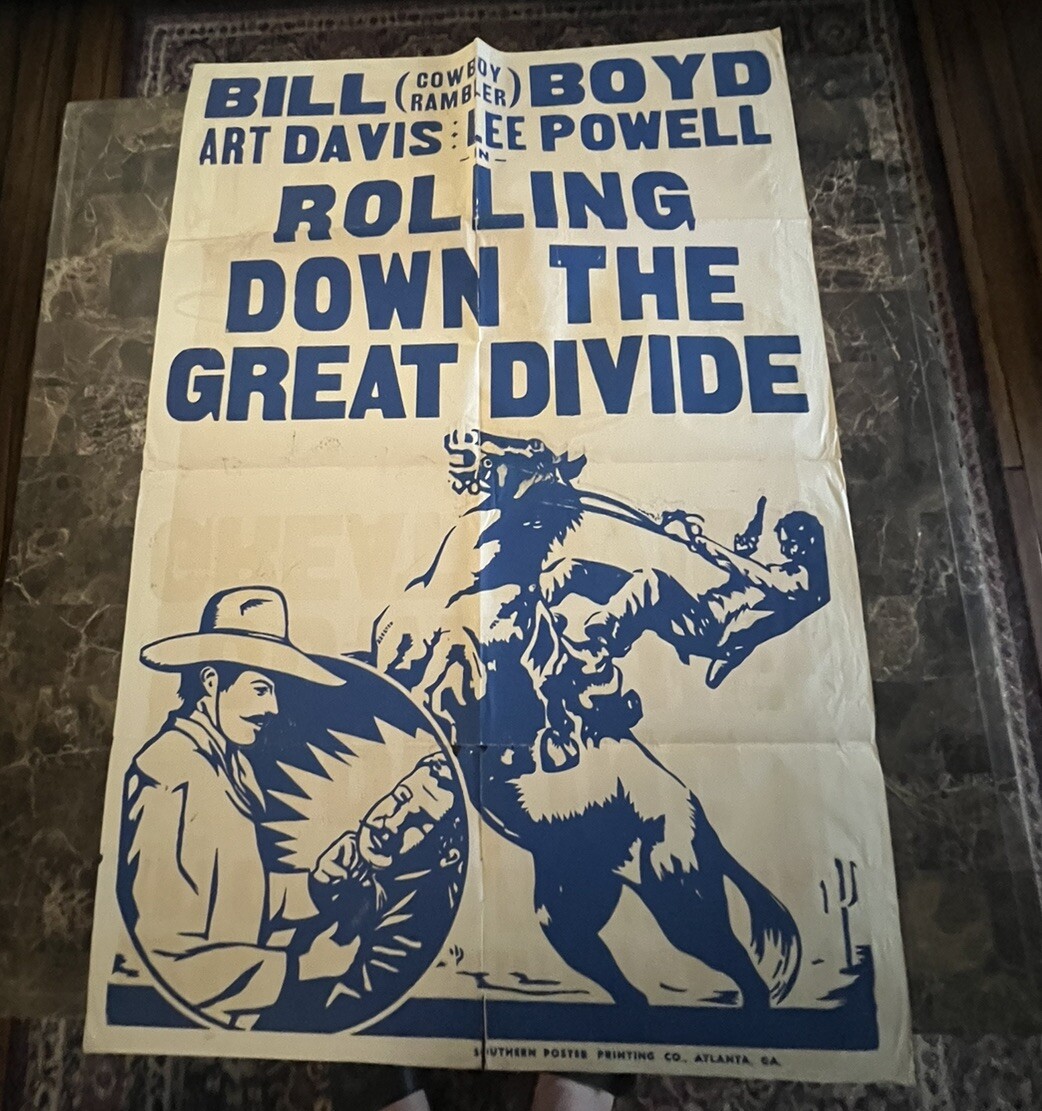 BILL (COWBOY RAMBLER) BOYD
ART DAVIS : LEE POWELL
- IN -
ROLLING
DOWN THE
GREAT DIVIDE
SOUTHERN POSTER PRINTING CO., ATLANTA, GA.